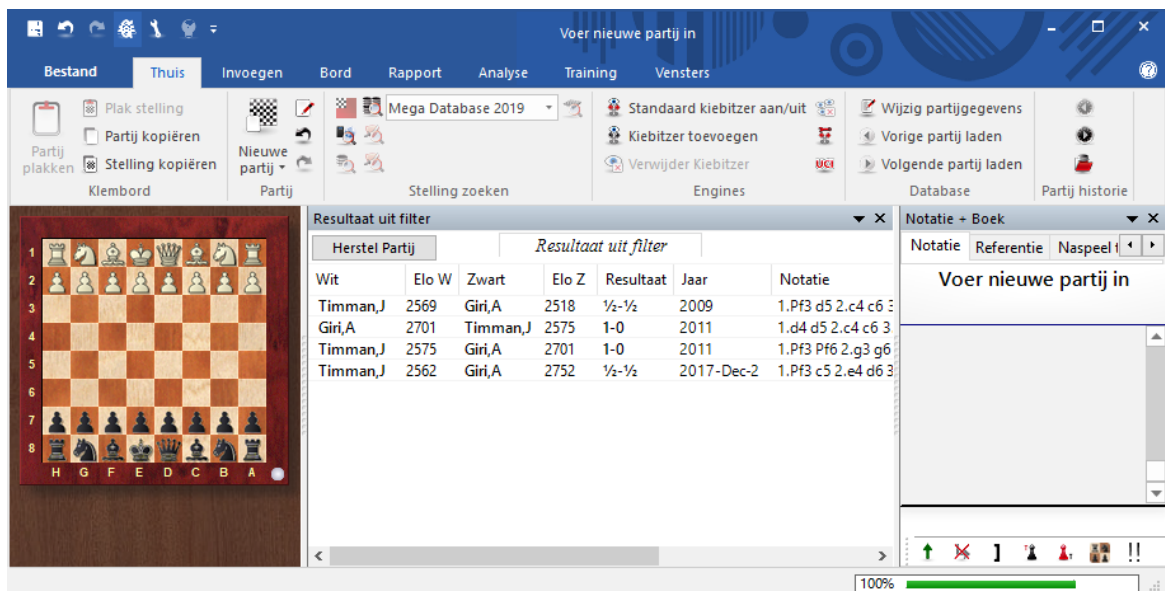 Voer nieuwe partij in
Bestand Thuis Invoegen Bord Rapport Analyse Training Vensters
Partij plakken
Plak stelling
Partij kopiëren
Stelling kopiëren
Klembord
Nieuwe partij
Partij
Mega Database 2019
Stelling zoeken
Standaard kiebitzer aan/uit
Kiebitzer toevoegen
Verwijder Kiebitzer
UCI
Engines
Wijzig partijgegevens
Vorige partij laden
Volgende partij laden
Database
Partij historie
1
2
3
4
5
6
7
8
H G F E D C B A
Resultaat uit filter
Herstel Partij Resultaat uit filter
Wit Elo W Zwart Elo Z Resultaat Jaar Notatie
Timman,J 2569 Giri,A 2518 ½-½ 2009 1.Pf3 d5 2.c4 c6 3
Giri,A 2701 Timman,J 2575 1-0 2011 1.d4 d5 2.c4 c6 3.
Timman,J 2575 Giri,A 2701 1-0 2011 1.Pf3 Pf6 2.g3 g6
Timman,J 2562 Giri,A 2752 ½-½ 2017-Dec-2 1.Pf3 c5 2.e4 d6 3
Notatie + Boek
Notatie Referentie Naspeel
Voer nieuwe partij in
] !!
100%